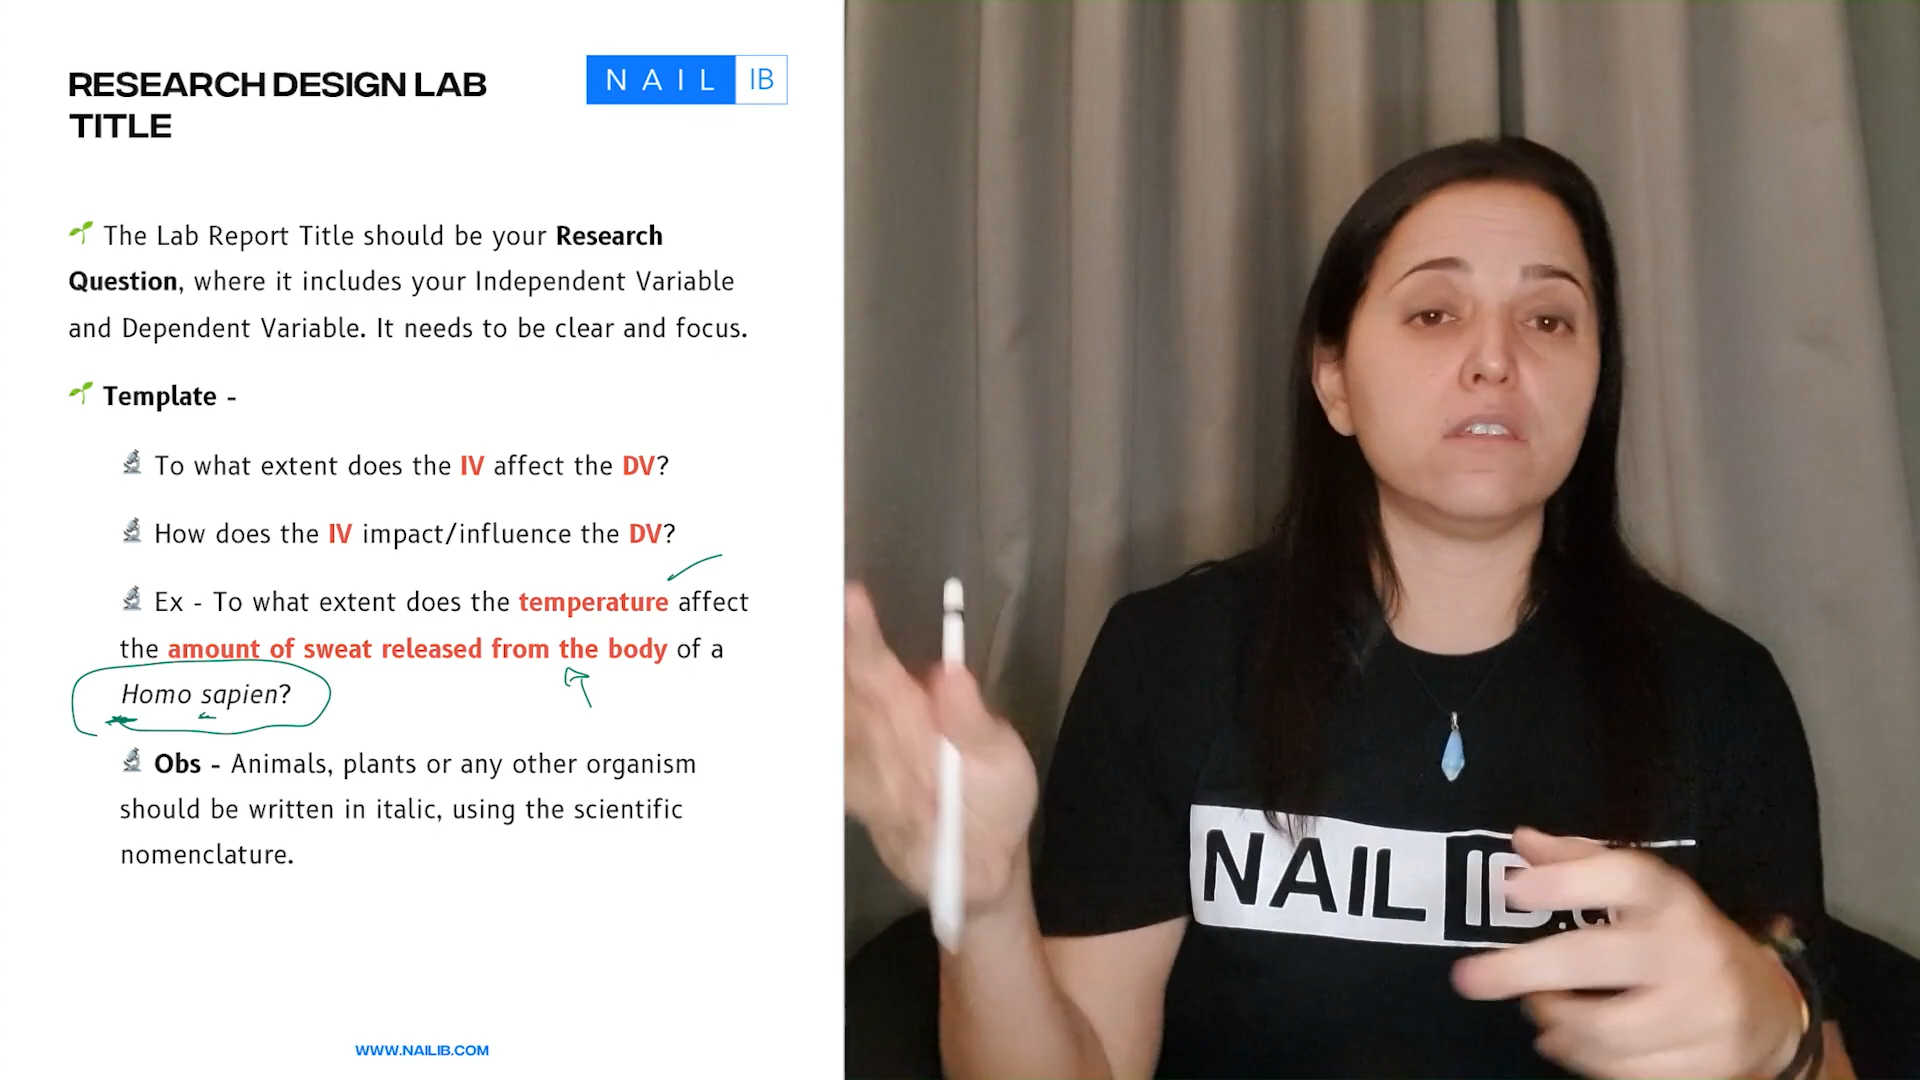 RESEARCH DESIGN LAB
TITLE
NAIL IB
The Lab Report Title should be your Research
Question, where it includes your Independent Variable
and Dependent Variable. It needs to be clear and focus.
Template -
To what extent does the IV affect the DV?
How does the IV impact/influence the DV?
Ex - To what extent does the temperature affect
the amount of sweat released from the body of a
Homo sapien?
Obs - Animals, plants or any other organism
should be written in italic, using the scientific
nomenclature.
WWW.NAILIB.COM
NAIL IB